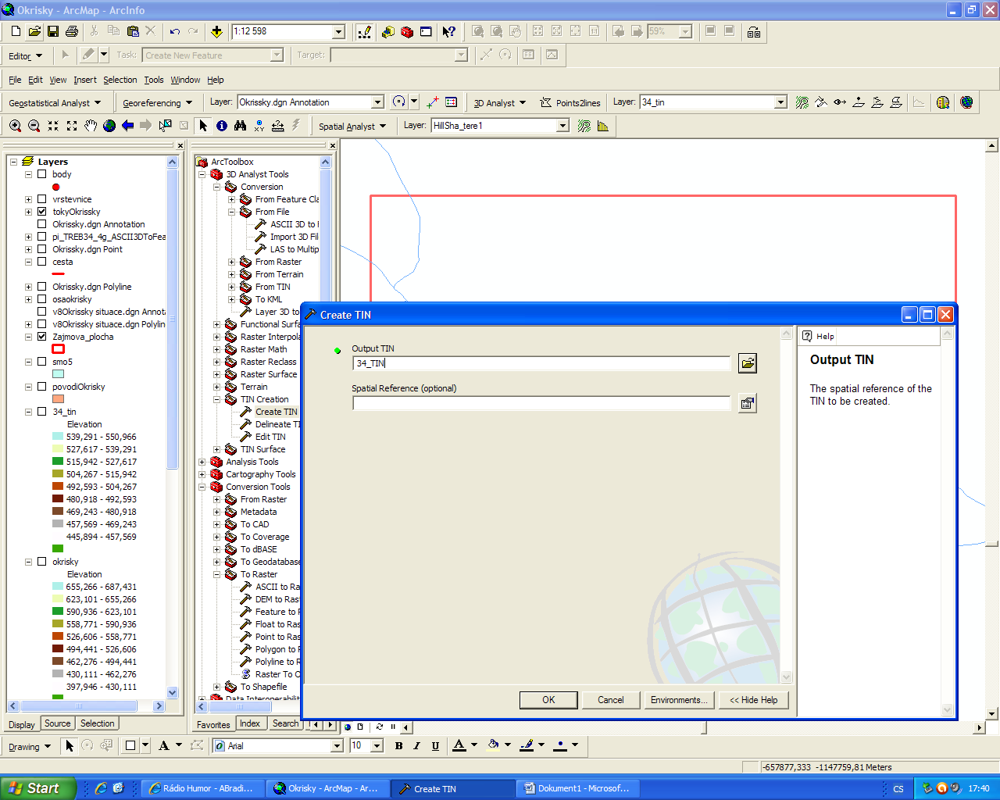 Okrisky - ArcMap - ArcInfo
1:12 598
59%
Editor
Task:
Create New Feature
Target:
File Edit View Insert Selection Tools Window Help
Geostatistical Analyst
Georeferencing
Layer:
Okrissky.dgn Annotation
3D Analyst
Points2lines
Layer:
34_tin
Spatial Analyst
Layer:
HillSha_tere1
Layers
body
vrstevnice
tokyOkrissky
Okrissky.dgn Annotation
pi_TREB34_4g_ASCII3DToFea
Okrissky.dgn Point
cesta
Okrissky.dgn Polyline
osaokrisky
v8Okrissky situace.dgn Annota
v8Okrissky situace.dgn Polylin
Zajmova_plocha
smo5
povodiOkrisky
34_tin
Elevation
539,291 - 550,966
527,617 - 539,291
515,942 - 527,617
504,267 - 515,942
492,593 - 504,267
480,918 - 492,593
469,243 - 480,918
457,569 - 469,243
445,894 - 457,569
okrisky
Elevation
655,266 - 687,431
623,101 - 655,266
590,936 - 623,101
558,771 - 590,936
526,606 - 558,771
494,441 - 526,606
462,276 - 494,441
430,111 - 462,276
397,946 - 430,111
Display Source Selection
ArcToolbox
3D Analyst Tools
Conversion
From Feature Cla
From File
ASCII 3D to F
Import 3D Fil
LAS to Multip
From Raster
From Terrain
From TIN
To KML
Layer 3D to
Functional Surfa
Raster Interpola
Raster Math
Raster Reclass
Raster Surface
Terrain
TIN Creation
Create TIN
Delineate TI
Edit TIN
TIN Surface
Analysis Tools
Cartography Tools
Conversion Tools
From Raster
Metadata
To CAD
To Coverage
To dBASE
To Geodatabase
To Raster
ASCII to Ra
DEM to Rast
Feature to R
Float to Ras
Point to Ras
Polygon to R
Polyline to R
Raster To O
To Shapefile
Data Interoperabilit
Favorites Index Search
Create TIN
Output TIN
34_TIN
Spatial Reference (optional)
OK Cancel Environments... << Hide Help
Help
Output TIN
The spatial reference of the
TIN to be created.
Drawing
A
Arial
10
B I U
A
-657877,333 -1147759,81 Meters
Start
Rádio Humor - ABradi...
Okrisky - ArcMap - Ar...
Create TIN
Dokument1 - Microsof...
CS
17:40